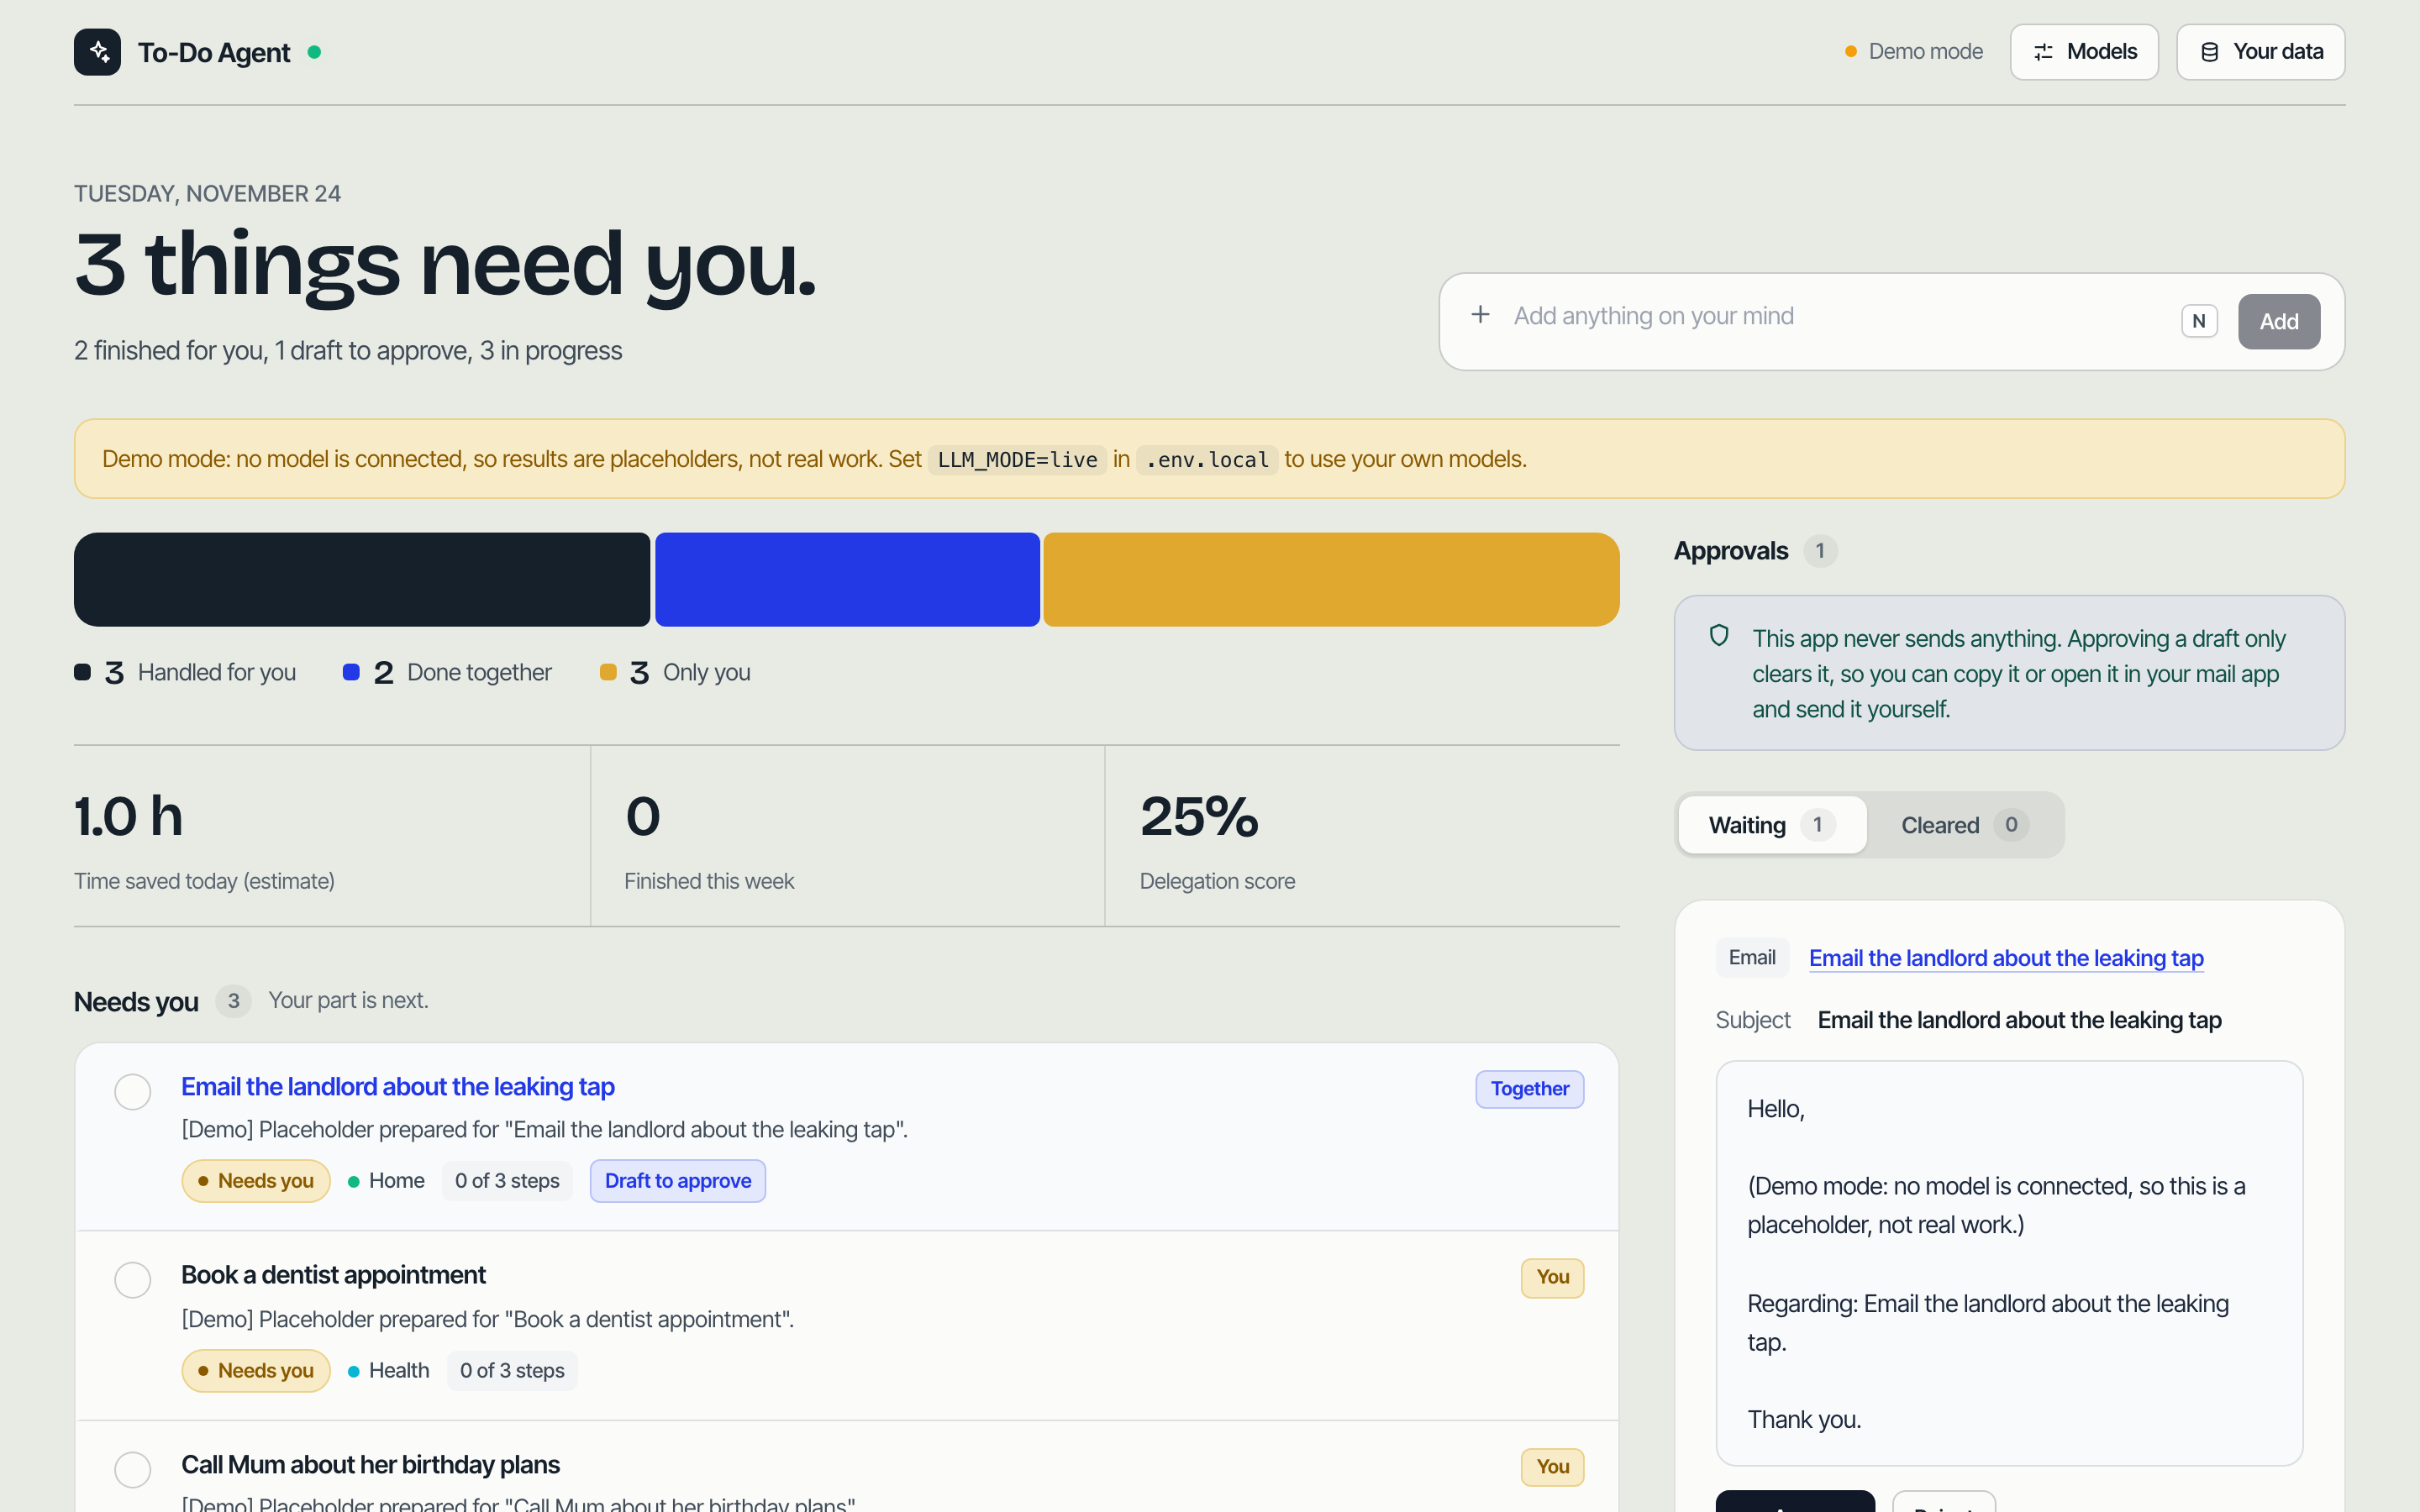 To-Do Agent
Demo mode
Models
Your data
TUESDAY, NOVEMBER 24
3 things need you.
2 finished for you, 1 draft to approve, 3 in progress
Add anything on your mind
N
Add
Demo mode: no model is connected, so results are placeholders, not real work. Set LLM_MODE=live in .env.local to use your own models.
3 Handled for you
2 Done together
3 Only you
1.0 h
Time saved today (estimate)
0
Finished this week
25%
Delegation score
Needs you 3 Your part is next.
Email the landlord about the leaking tap
Together
[Demo] Placeholder prepared for "Email the landlord about the leaking tap".
Needs you
Home
0 of 3 steps
Draft to approve
Book a dentist appointment
You
[Demo] Placeholder prepared for "Book a dentist appointment".
Needs you
Health
0 of 3 steps
Call Mum about her birthday plans
You
[Demo] Placeholder prepared for "Call Mum about her birthday plans"
Approvals 1
This app never sends anything. Approving a draft only
clears it, so you can copy it or open it in your mail app
and send it yourself.
Waiting 1
Cleared 0
Email
Email the landlord about the leaking tap
Subject Email the landlord about the leaking tap
Hello,
(Demo mode: no model is connected, so this is a
placeholder, not real work.)
Regarding: Email the landlord about the leaking
tap.
Thank you.